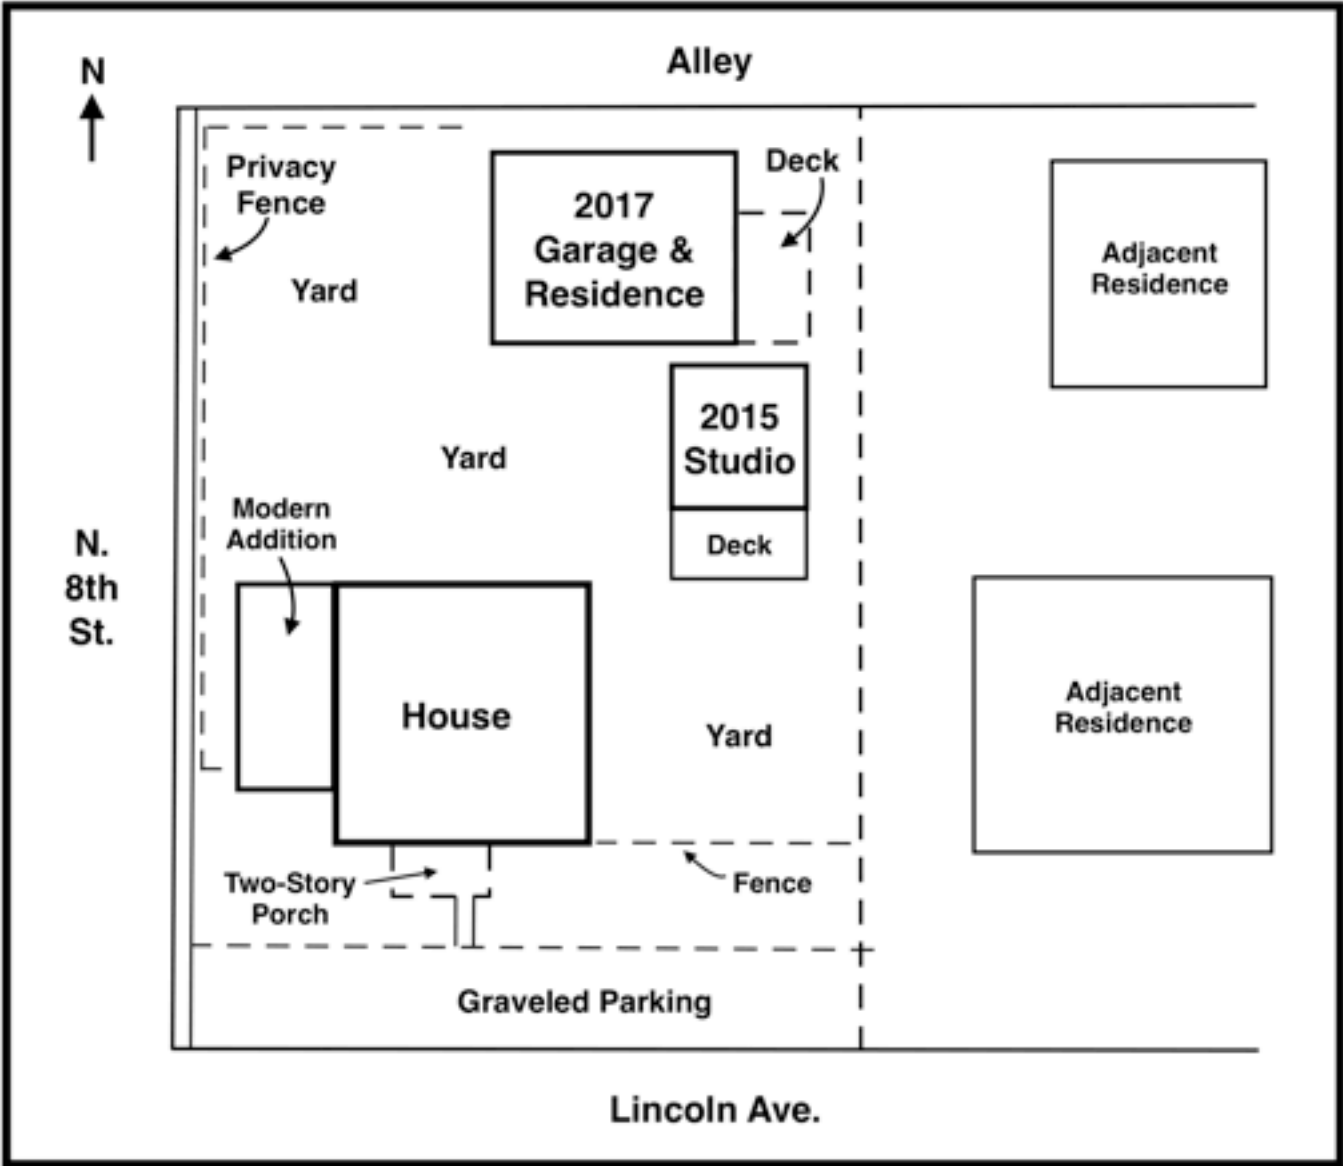 Alley
N
Privacy
Fence
Deck
2017
Garage &
Residence
Adjacent
Residence
Yard
2015
Studio
Yard
Modern
Addition
Deck
N.
8th
St.
House
Yard
Adjacent
Residence
Two-Story
Porch
Fence
Graveled Parking
Lincoln Ave.